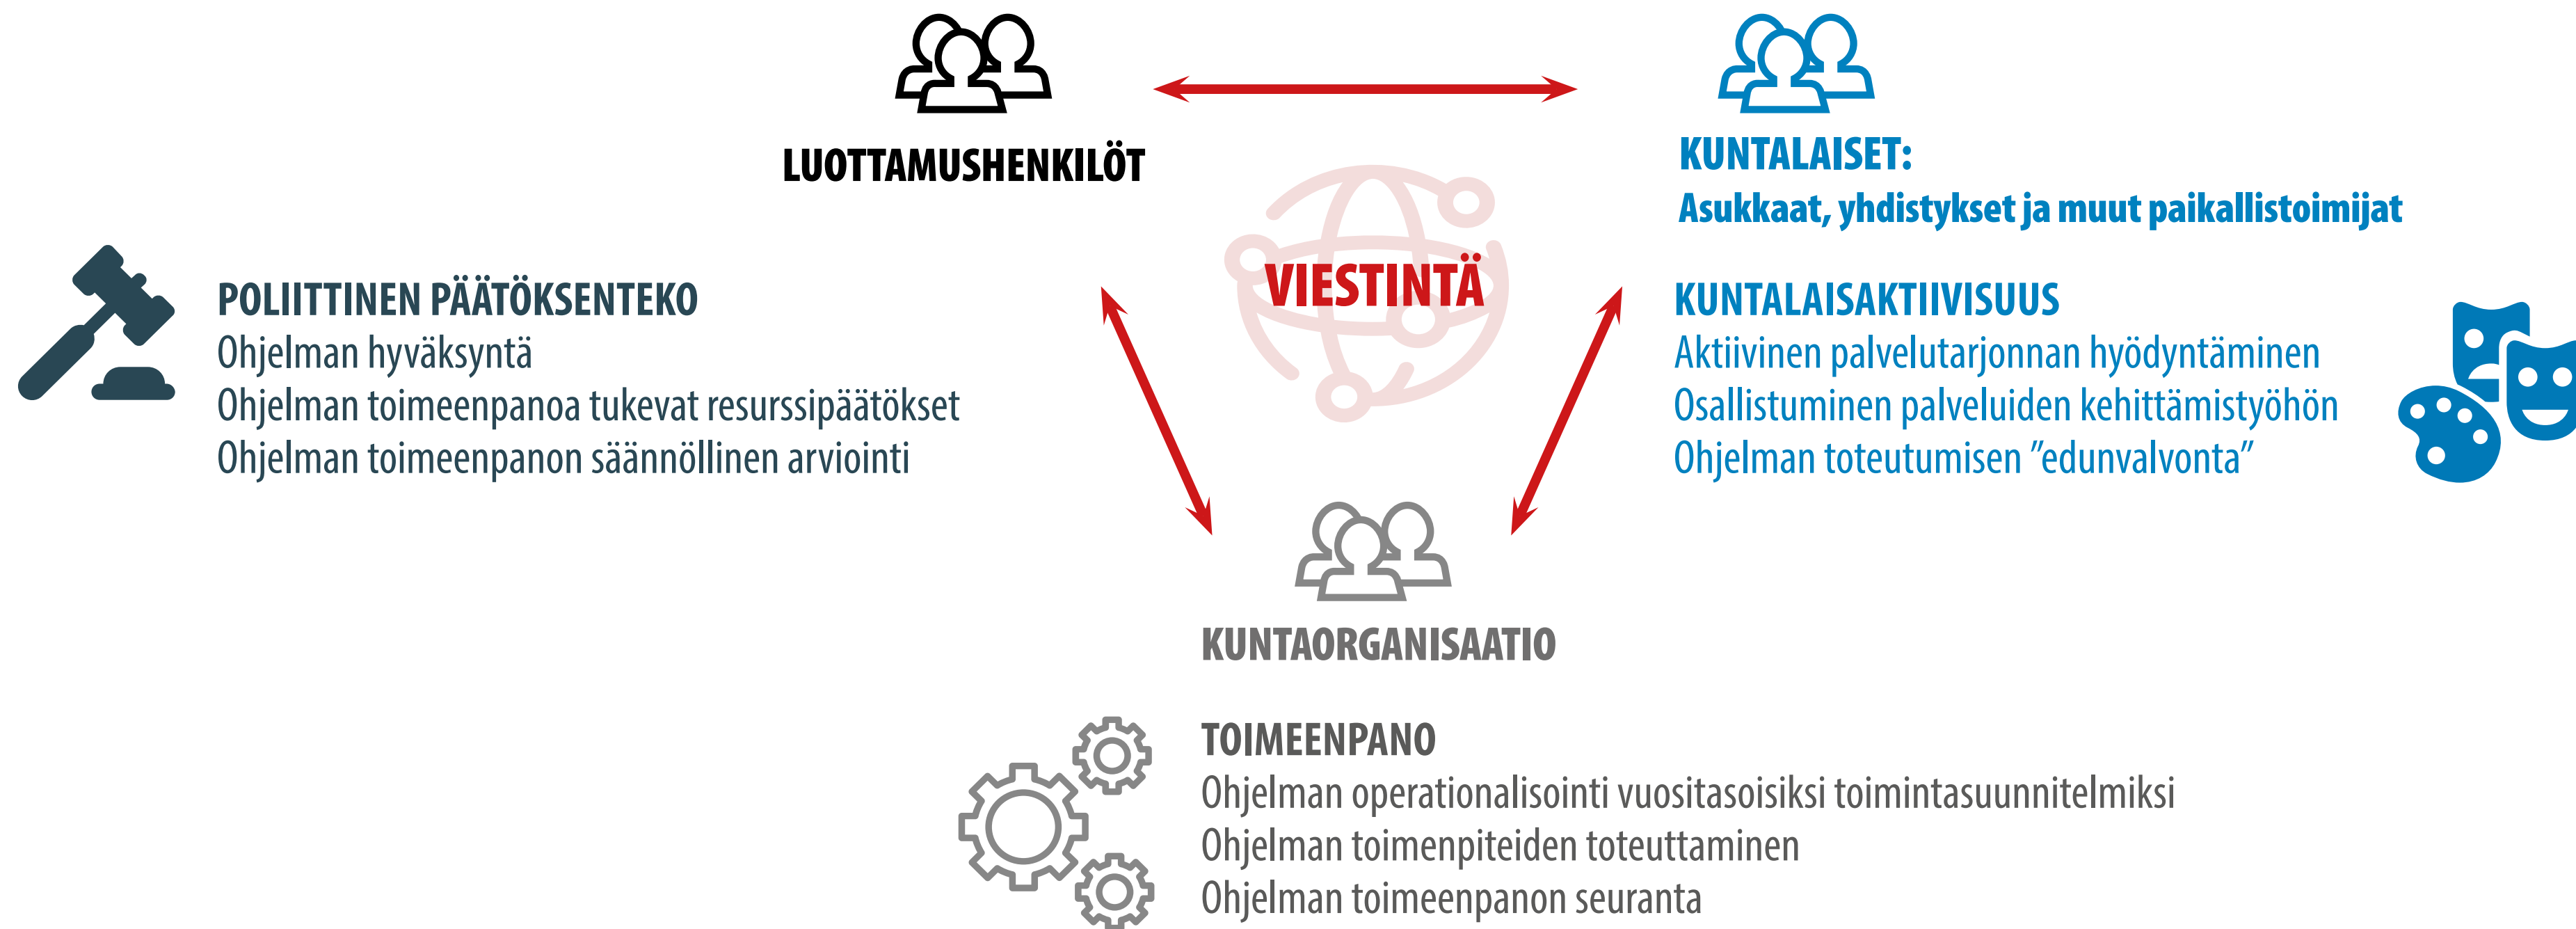 LUOTTAMUSHENKILÖT
POLIITTINEN PÄÄTÖKSENTEKO
Ohjelman hyväksyntä
Ohjelman toimeenpanoa tukevat resurssipäätökset
Ohjelman toimeenpanon säännöllinen arviointi
VIESTINTÄ
KUNTALAISET:
Asukkaat, yhdistykset ja muut paikallistoimijat
KUNTALAISAKTIIVISUUS
Aktiivinen palvelutarjonnan hyödyntäminen
Osallistuminen palveluiden kehittämistyöhön
Ohjelman toteutumisen ”edunvalvonta”
KUNTAORGANISAATIO
TOIMEENPANO
Ohjelman operationalisointi vuositasoisiksi toimintasuunnitelmiksi
Ohjelman toimenpiteiden toteuttaminen
Ohjelman toimeenpanon seuranta